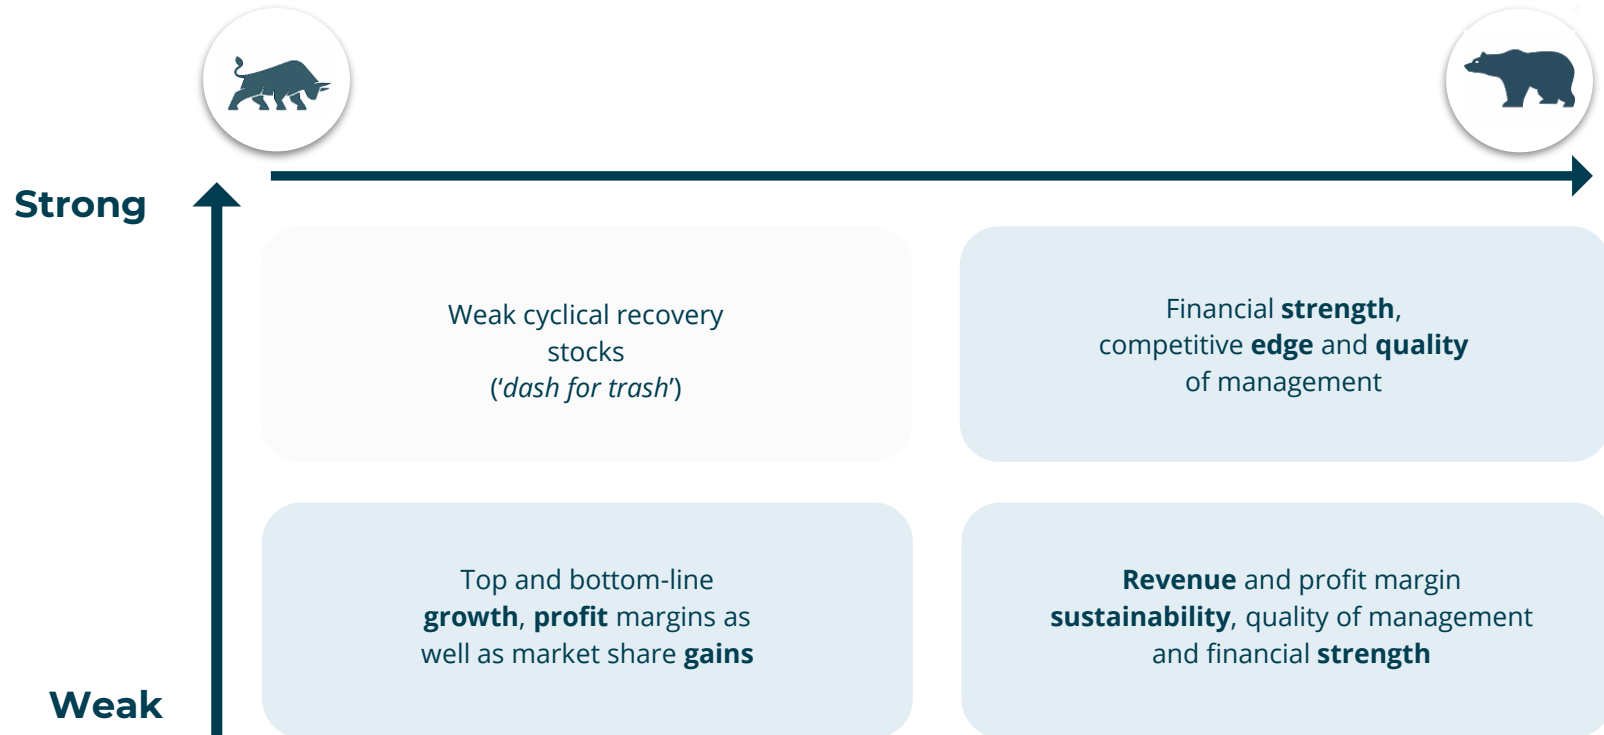 Strong
Weak cyclical recovery
stocks
(‘dash for trash’)
Financial strength,
competitive edge and quality
of management
Top and bottom-line
growth, profit margins as
well as market share gains
Revenue and profit margin
sustainability, quality of management
and financial strength
Weak